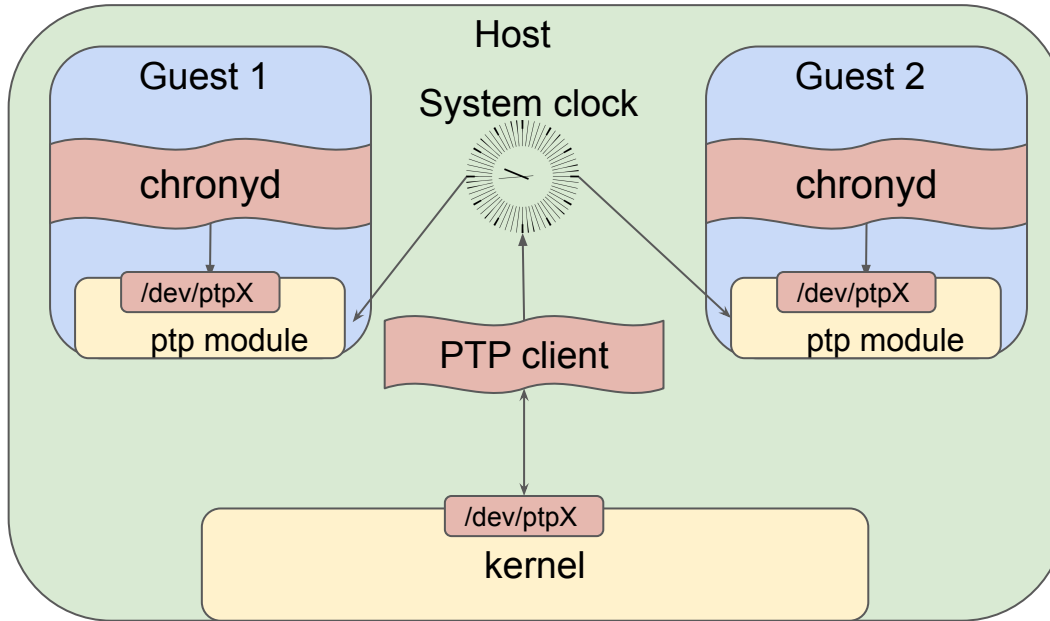 Host
Guest 1
System clock
Guest 2
chronyd
chronyd
/dev/ptpX
ptp module
/dev/ptpX
ptp module
PTP client
/dev/ptpX
kernel